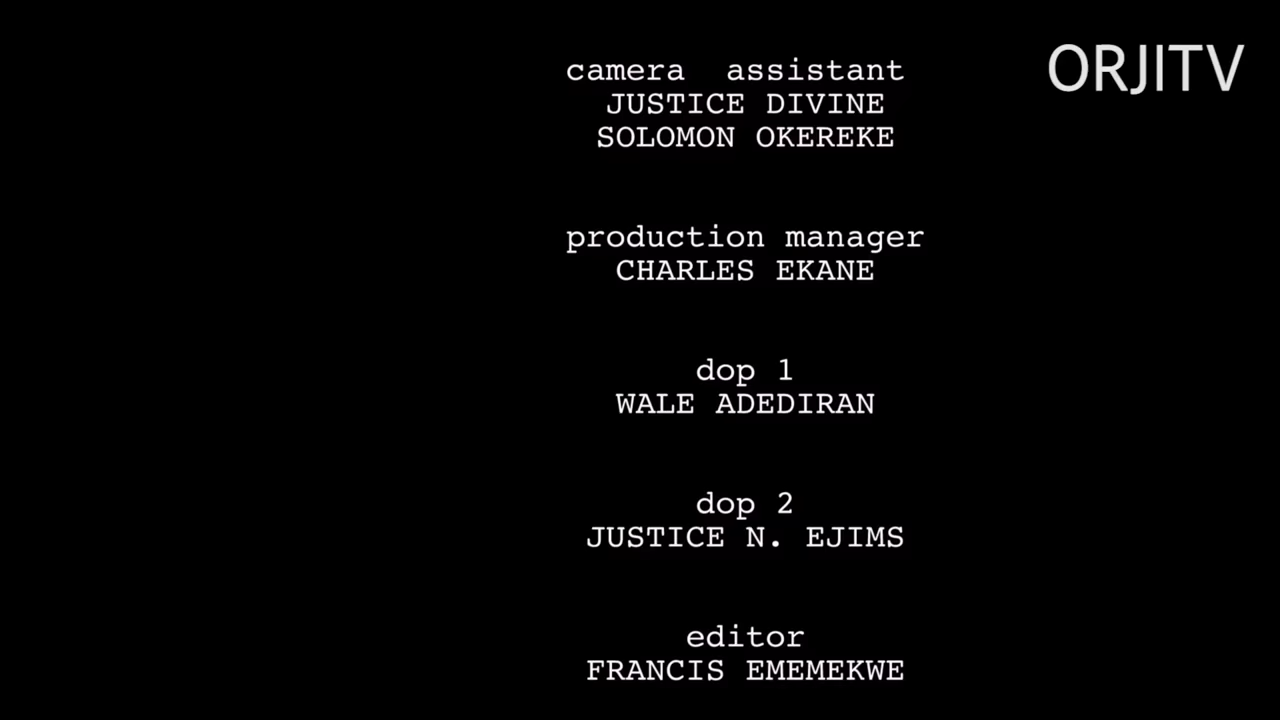 ORJITV
camera assistant
JUSTICE DIVINE
SOLOMON OKEREKE
production manager
CHARLES EKANE
dop 1
WALE ADEDIRAN
dop 2
JUSTICE N. EJIMS
editor
FRANCIS EMEMEKWE